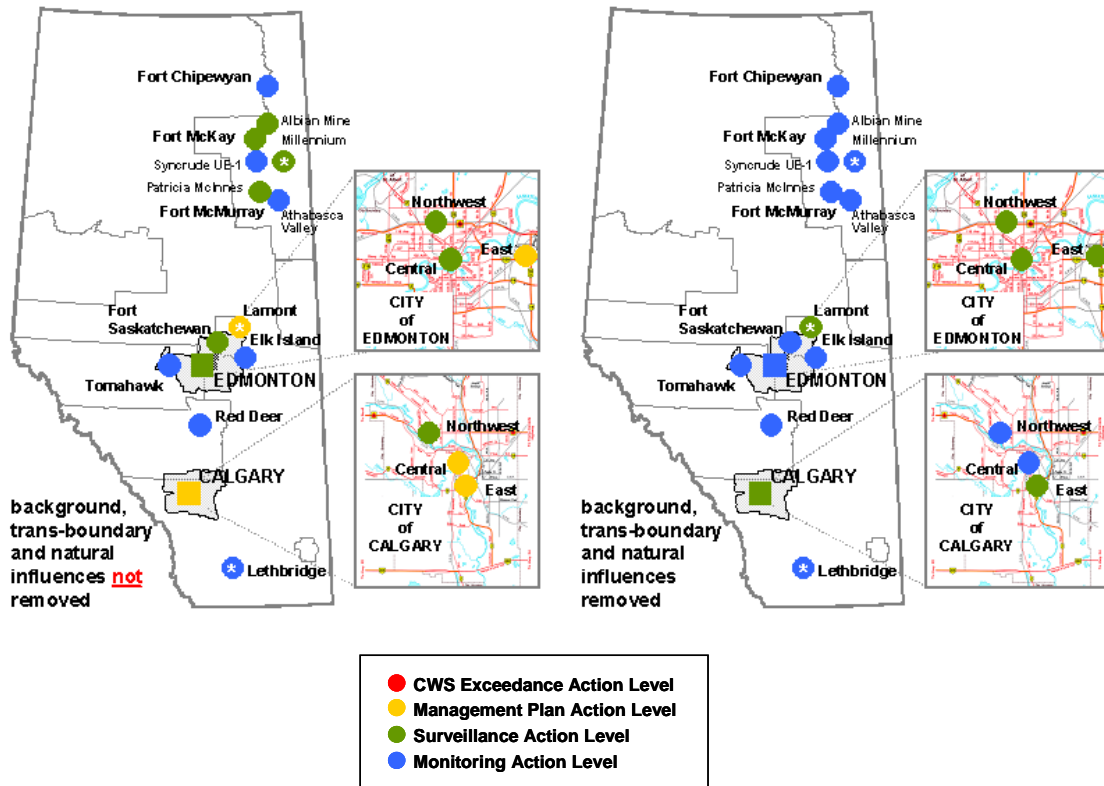 Fort Chipewyan
Albian Mine
Fort McKay
Millennium
Syncrude UE-1
Patricia McInnes
Fort McMurray
Athabasca
Valley
Northwest
East
Central
CITY
of
EDMONTON
Fort
Saskatchewan
Lamont
Elk Island
EDMONTON
Tomahawk
Red Deer
CALGARY
Northwest
Central
East
CITY
of
CALGARY
Lethbridge
background,
trans-boundary
and natural
influences not
removed
Fort Chipewyan
Albian Mine
Fort McKay
Millennium
Syncrude UE-1
Patricia McInnes
Fort McMurray
Athabasca
Valley
Northwest
East
Central
CITY
of
EDMONTON
Fort
Saskatchewan
Lamont
Elk Island
EDMONTON
Tomahawk
Red Deer
CALGARY
Northwest
Central
East
CITY
of
CALGARY
Lethbridge
background,
trans-boundary
and natural
influences
removed
CWS Exceedance Action Level
Management Plan Action Level
Surveillance Action Level
Monitoring Action Level